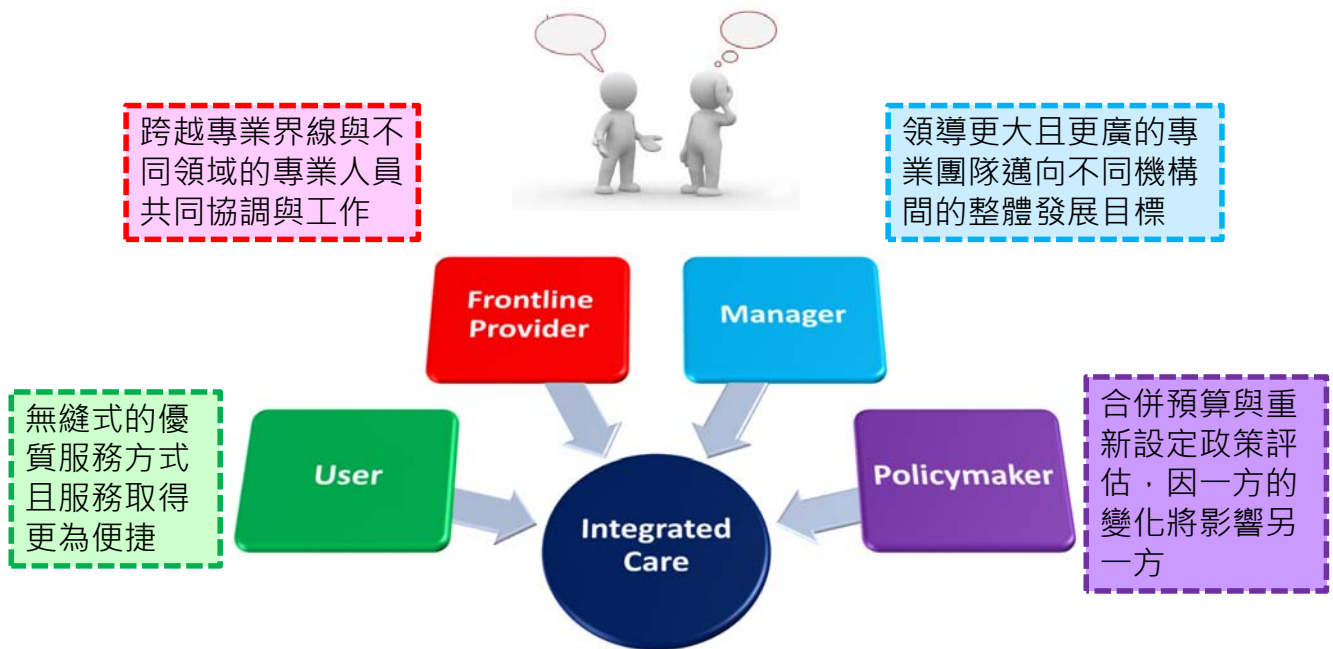 跨越專業界線與不
同領域的專業人員
共同協調與工作
領導更大且更廣的專
業團隊邁向不同機構
間的整體發展目標
Frontline
Provider
Manager
無縫式的優
質服務方式
且服務取得
更為便捷
User
Policymaker
合併預算與重
新設定政策評
估，因一方的
變化將影響另
一方
Integrated
Care